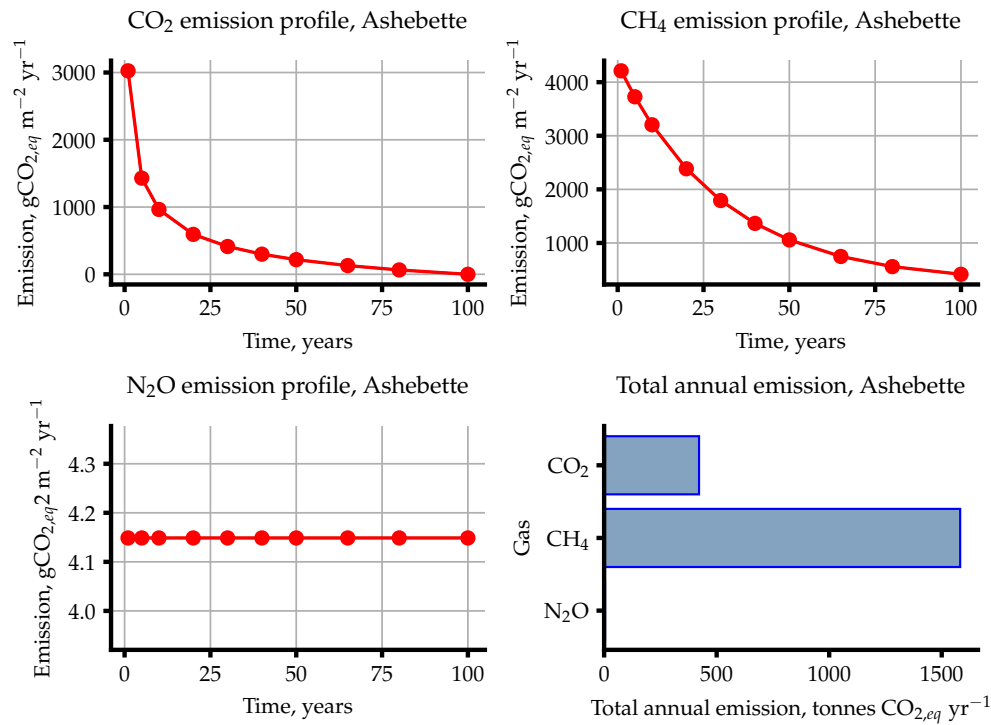 CO₂ emission profile, Ashebette
Emission, gCO₂,eq m⁻² yr⁻¹
3000
2000
1000
0
0 25 50 75 100
Time, years
CH₄ emission profile, Ashebette
Emission, gCO₂,eq m⁻² yr⁻¹
4000
3000
2000
1000
0 25 50 75 100
Time, years
N₂O emission profile, Ashebette
Emission, gCO₂,eq2 m⁻² yr⁻¹
4.3
4.2
4.1
4.0
0 25 50 75 100
Time, years
Total annual emission, Ashebette
Gas
CO₂
CH₄
N₂O
0 500 1000 1500
Total annual emission, tonnes CO₂,eq yr⁻¹